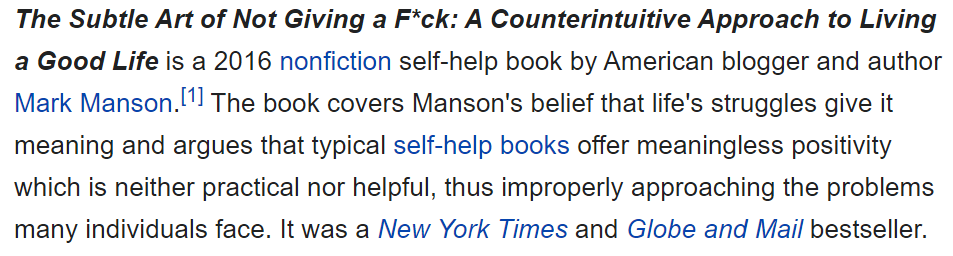 The Subtle Art of Not Giving a F*ck: A Counterintuitive Approach to Living
a Good Life is a 2016 nonfiction self-help book by American blogger and author
Mark Manson.[1] The book covers Manson's belief that life's struggles give it
meaning and argues that typical self-help books offer meaningless positivity
which is neither practical nor helpful, thus improperly approaching the problems
many individuals face. It was a New York Times and Globe and Mail bestseller.